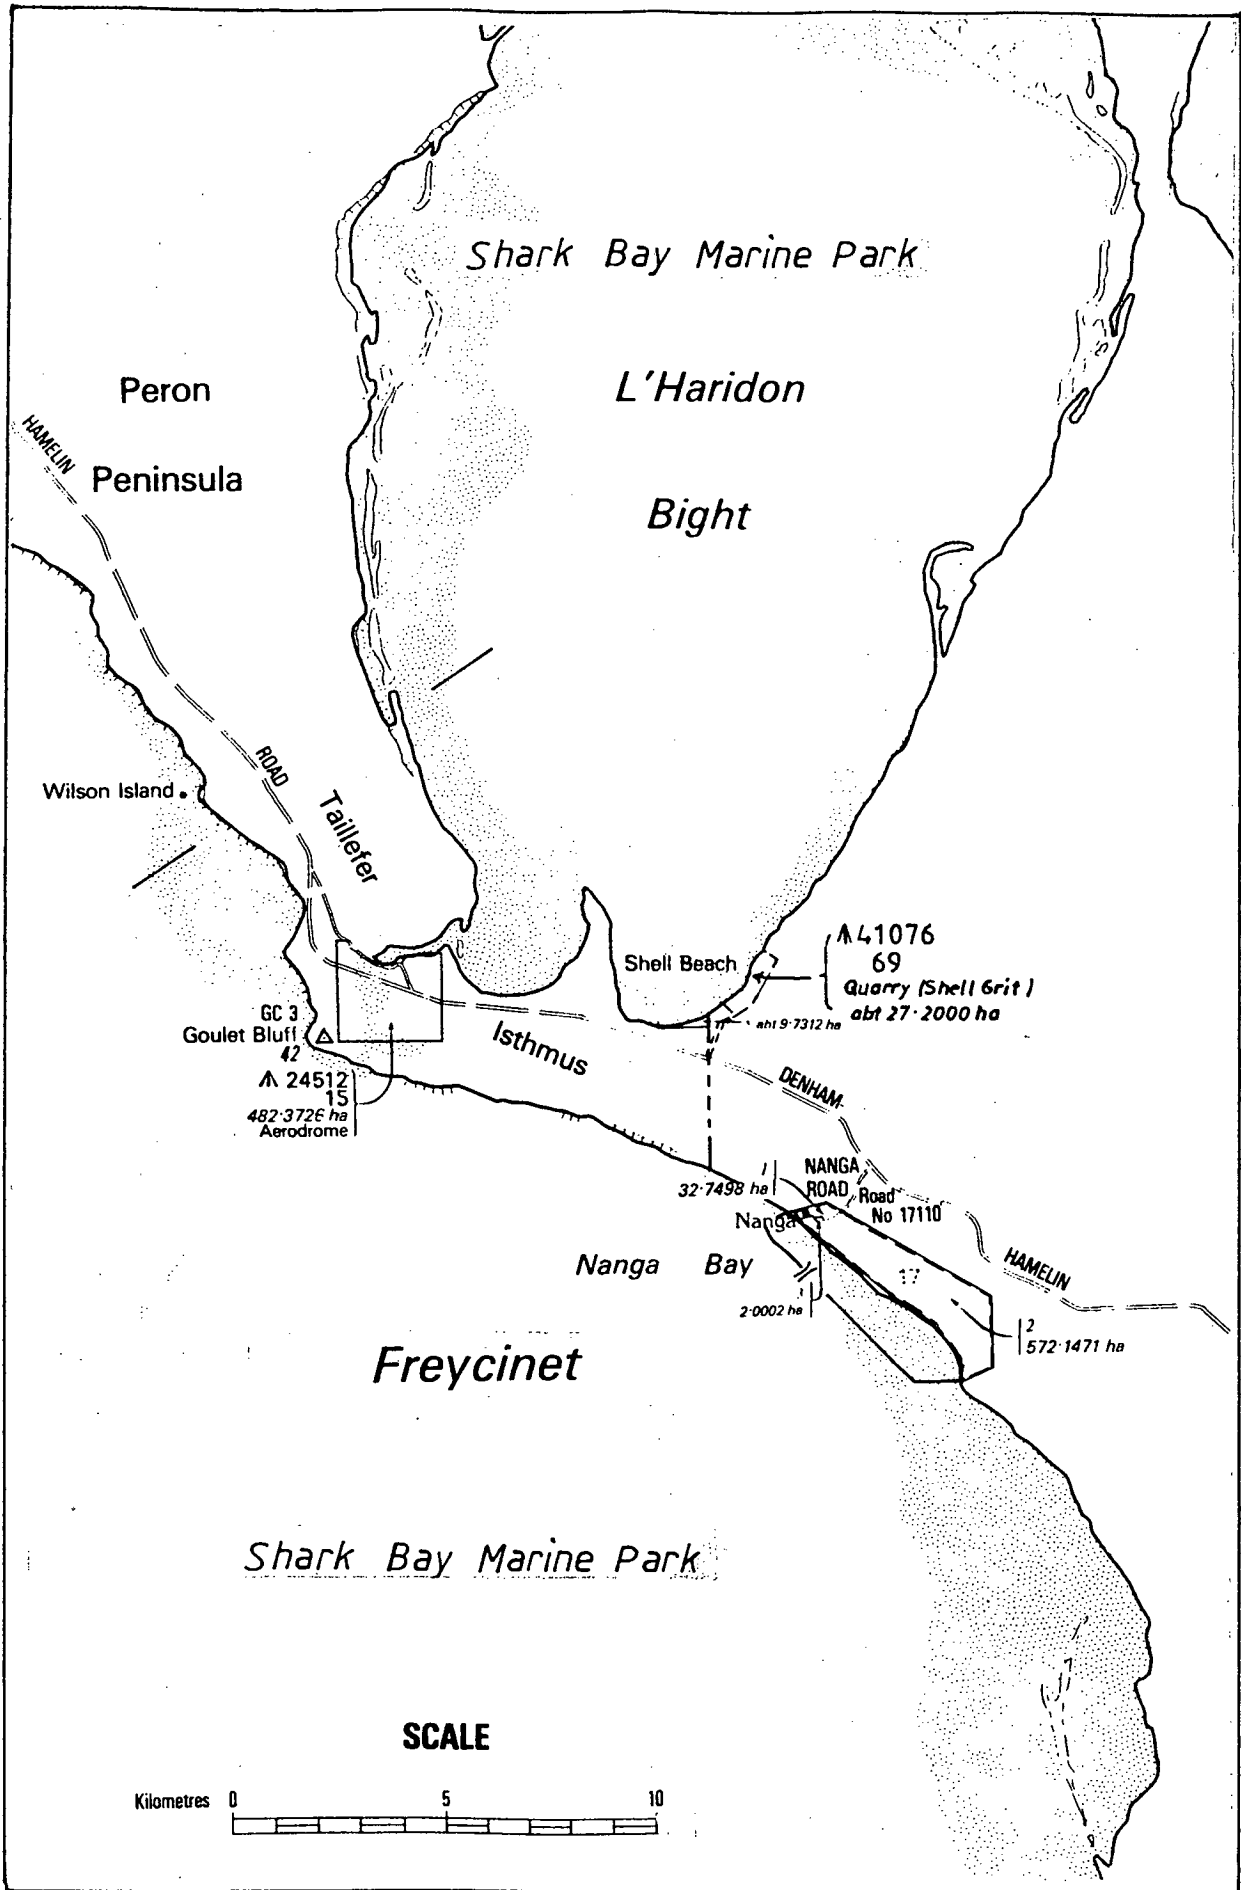 Shark Bay Marine Park
Peron
Peninsula
L'Haridon
Bight
HAMELIN
ROAD
Wilson Island
Taillefer
Isthmus
Shell Beach
41076
69
Quarry (Shell Grit)
abt 27·2000 ha
abt 9·7312 ha
GC 3
Goulet Bluff
42
24512
15
482·3726 ha
Aerodrome
DENHAM
HAMELIN
1
32·7498 ha
NANGA
ROAD
Road
No 17110
Nanga
Nanga Bay
17
2·0002 ha
2
572·1471 ha
Freycinet
Shark Bay Marine Park
SCALE
Kilometres 0 5 10